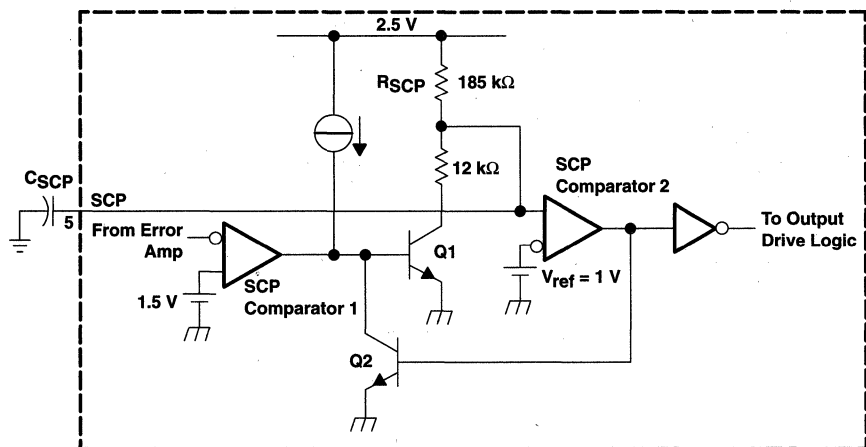 2.5 V
RSCP 185 kΩ
12 kΩ
CSCP
5
SCP
From Error
Amp
1.5 V
SCP
Comparator 1
Q1
Q2
SCP
Comparator 2
Vref = 1 V
To Output
Drive Logic